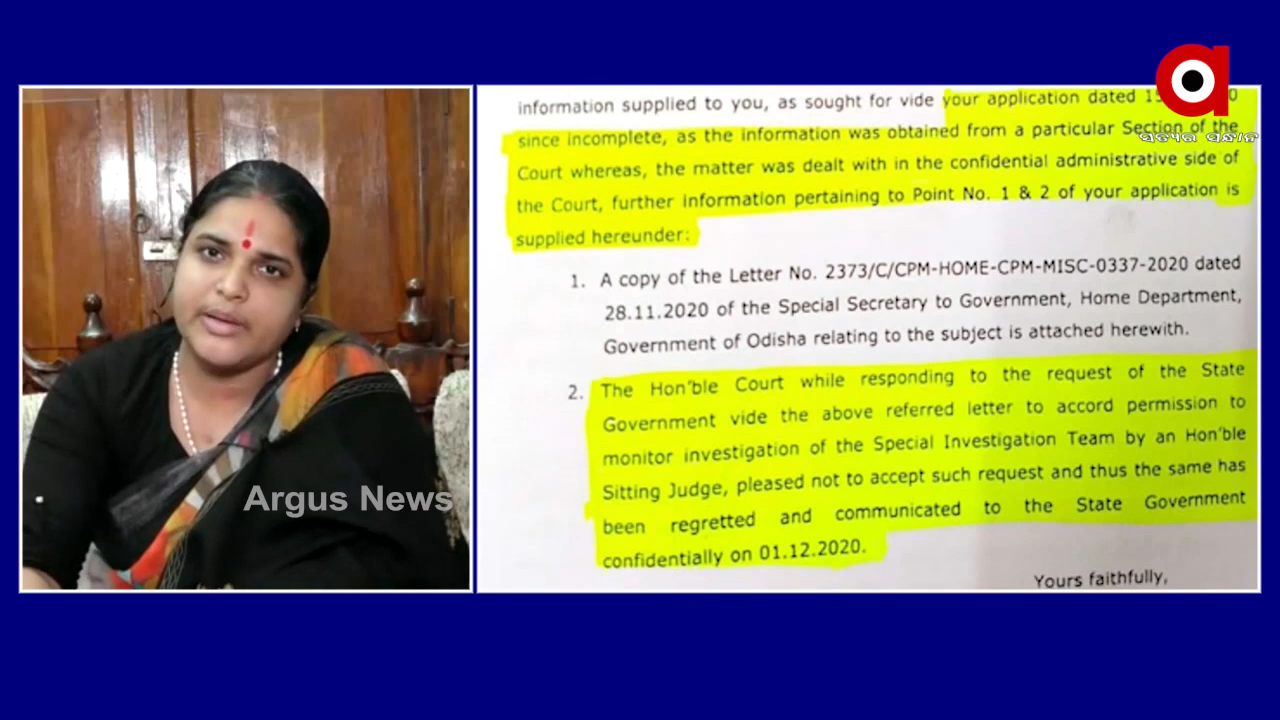 information supplied to you, as sought for vide your application dated
since incomplete, as the information was obtained from a particular Section of the
Court whereas, the matter was dealt with in the confidential administrative side of
the Court, further information pertaining to Point No. 1 & 2 of your application is
supplied hereunder:
1. A copy of the Letter No. 2373/C/CPM-HOME-CPM-MISC-0337-2020 dated
28.11.2020 of the Special Secretary to Government, Home Department,
Government of Odisha relating to the subject is attached herewith.
2. The Hon'ble Court while responding to the request of the State
Government vide the above referred letter to accord permission to
monitor investigation of the Special Investigation Team by an Hon'ble
Sitting Judge, pleased not to accept such request and thus the same has
been regretted and communicated to the State Government
confidentially on 01.12.2020.
Yours faithfully,
Argus News
ସତ୍ୟର ସନ୍ଧାନ